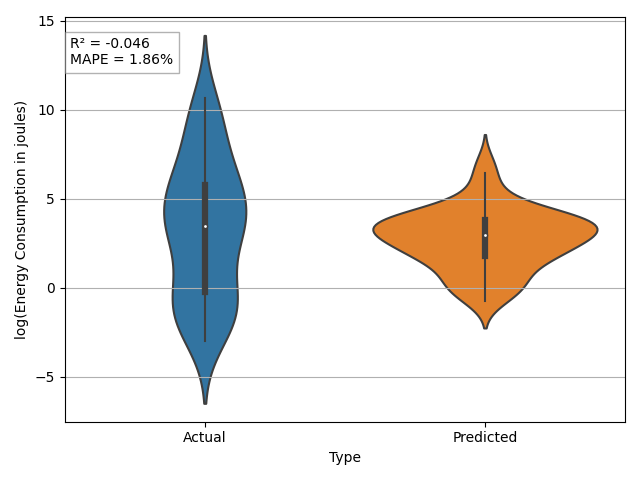 15
R² = -0.046
MAPE = 1.86%
10
5
0
−5
log(Energy Consumption in joules)
Actual
Predicted
Type